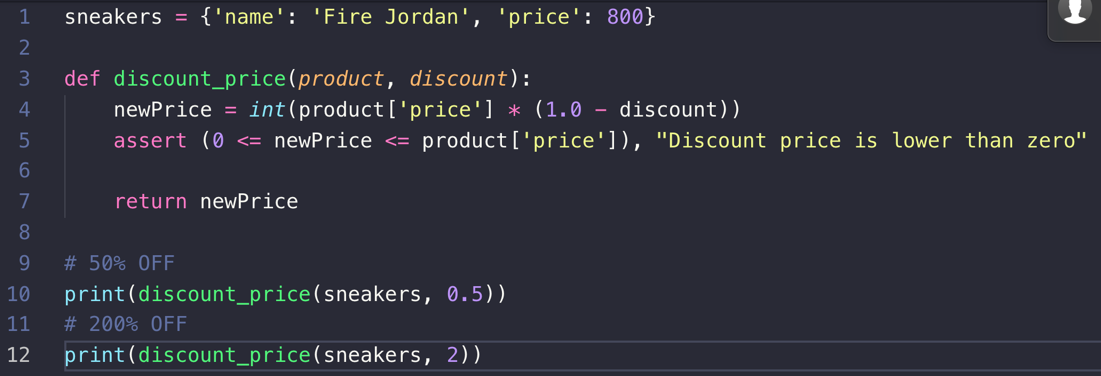 1 sneakers = {'name': 'Fire Jordan', 'price': 800}
2
3 def discount_price(product, discount):
4     newPrice = int(product['price'] * (1.0 - discount))
5     assert (0 <= newPrice <= product['price']), "Discount price is lower than zero"
6
7     return newPrice
8
9 # 50% OFF
10 print(discount_price(sneakers, 0.5))
11 # 200% OFF
12 print(discount_price(sneakers, 2))